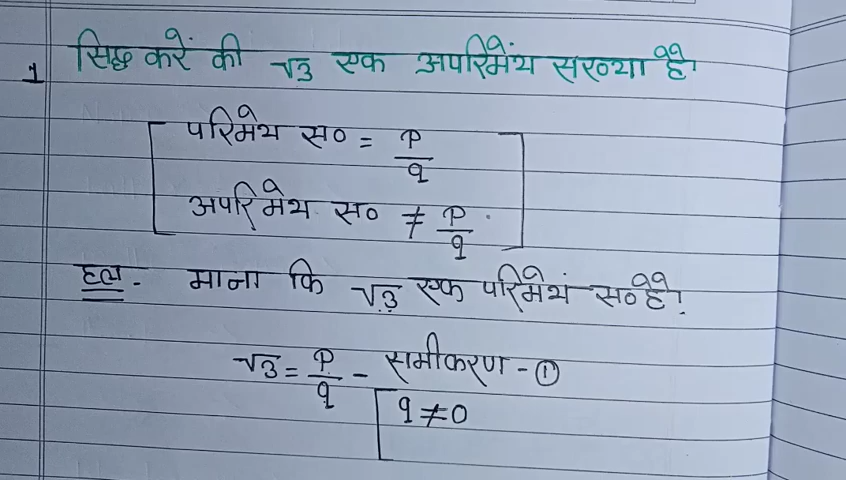 1 सिद्ध करें की √3 एक अपरिमेंय संख्या है।
परिमेय स० = P/q
अपरिमेय स० ≠ P/q
हल- माना कि √3 एक परिमेयं स० है।
√3 = P/q - समीकरण - ①
q ≠ 0